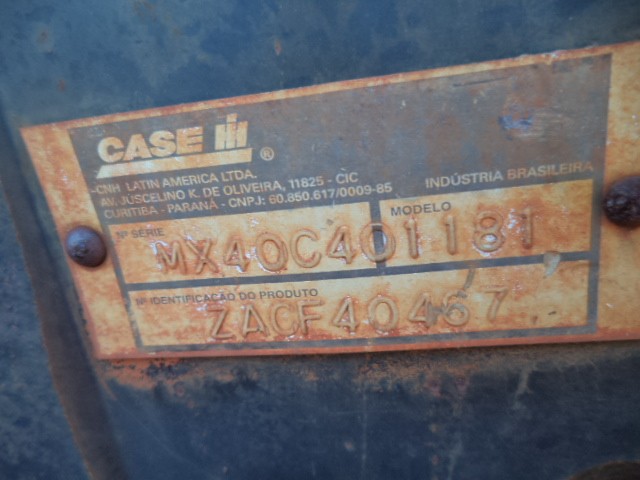 CASE III ®
CNH LATIN AMERICA LTDA.
AV. JUSCELINO K. DE OLIVEIRA, 11825 - CIC
CURITIBA - PARANÁ - CNPJ: 60.850.617/0009-85
INDÚSTRIA BRASILEIRA
Nº SÉRIE
MODELO
MX40C401181
Nº IDENTIFICAÇÃO DO PRODUTO
ZACF40467